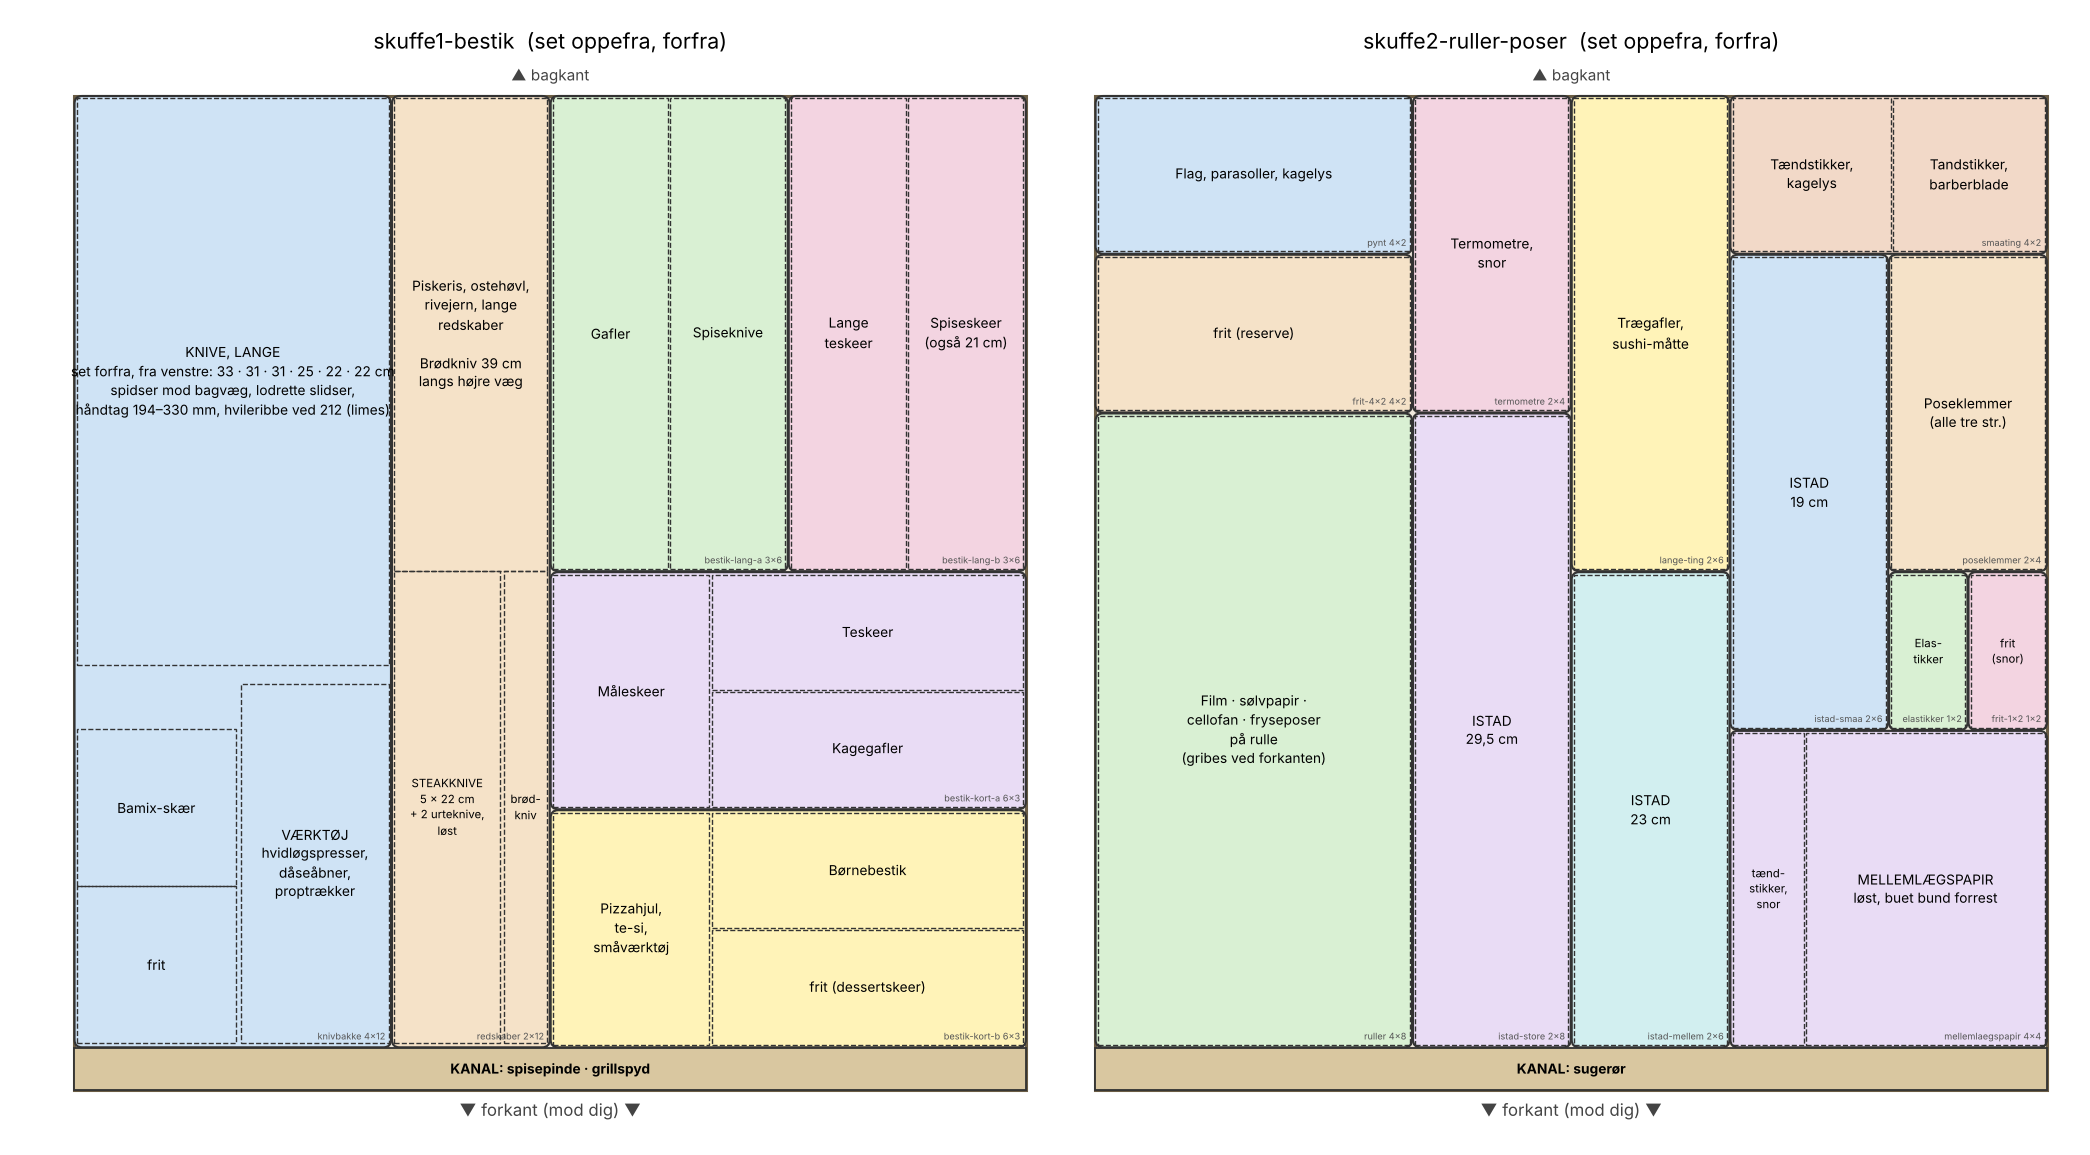 skuffe1-bestik (set oppefra, forfra)
▲ bagkant
KNIVE, LANGE
set forfra, fra venstre: 33 · 31 · 31 · 25 · 22 · 22 cm
spidser mod bagvæg, lodrette slidser,
håndtag 194–330 mm, hvileribbe ved 212 (limes)
Bamix-skær
frit
VÆRKTØJ
hvidløgspresser,
dåseåbner,
proptrækker
knivbakke 4×12
Piskeris, ostehøvl,
rivejern, lange
redskaber
Brødkniv 39 cm
langs højre væg
STEAKKNIVE
5 × 22 cm
+ 2 urteknive,
løst
brød-
kniv
redskaber 2×12
Gafler
Spiseknive
bestik-lang-a 3×6
Lange
teskeer
Spiseskeer
(også 21 cm)
bestik-lang-b 3×6
Måleskeer
Teskeer
Kagegafler
bestik-kort-a 6×3
Pizzahjul,
te-si,
småværktøj
Børnebestik
frit (dessertskeer)
bestik-kort-b 6×3
KANAL: spisepinde · grillspyd
▼ forkant (mod dig) ▼
skuffe2-ruller-poser (set oppefra, forfra)
▲ bagkant
Flag, parasoller, kagelys
pynt 4×2
frit (reserve)
frit-4×2 4×2
Film · sølvpapir ·
cellofan · fryseposer
på rulle
(gribes ved forkanten)
ruller 4×8
Termometre,
snor
termometre 2×4
ISTAD
29,5 cm
istad-store 2×8
Trægafler,
sushi-måtte
lange-ting 2×6
ISTAD
23 cm
istad-mellem 2×6
Tændstikker,
kagelys
Tandstikker,
barberblade
smaating 4×2
ISTAD
19 cm
istad-smaa 2×6
Poseklemmer
(alle tre str.)
poseklemmer 2×4
Elas-
tikker
elastikker 1×2
frit
(snor)
frit-1×2 1×2
tænd-
stikker,
snor
MELLEMLÆGSPAPIR
løst, buet bund forrest
mellemlaegspapir 4×4
KANAL: sugerør
▼ forkant (mod dig) ▼